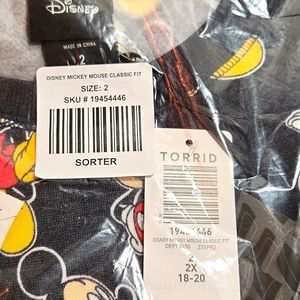 Disney
MADE IN CHINA
2
DISNEY MICKEY MOUSE CLASSIC FIT
SIZE: 2
SKU # 19454446
SORTER
TORRID
DISNEY MICKEY MOUSE CLASSIC FIT
2
2X
18-20